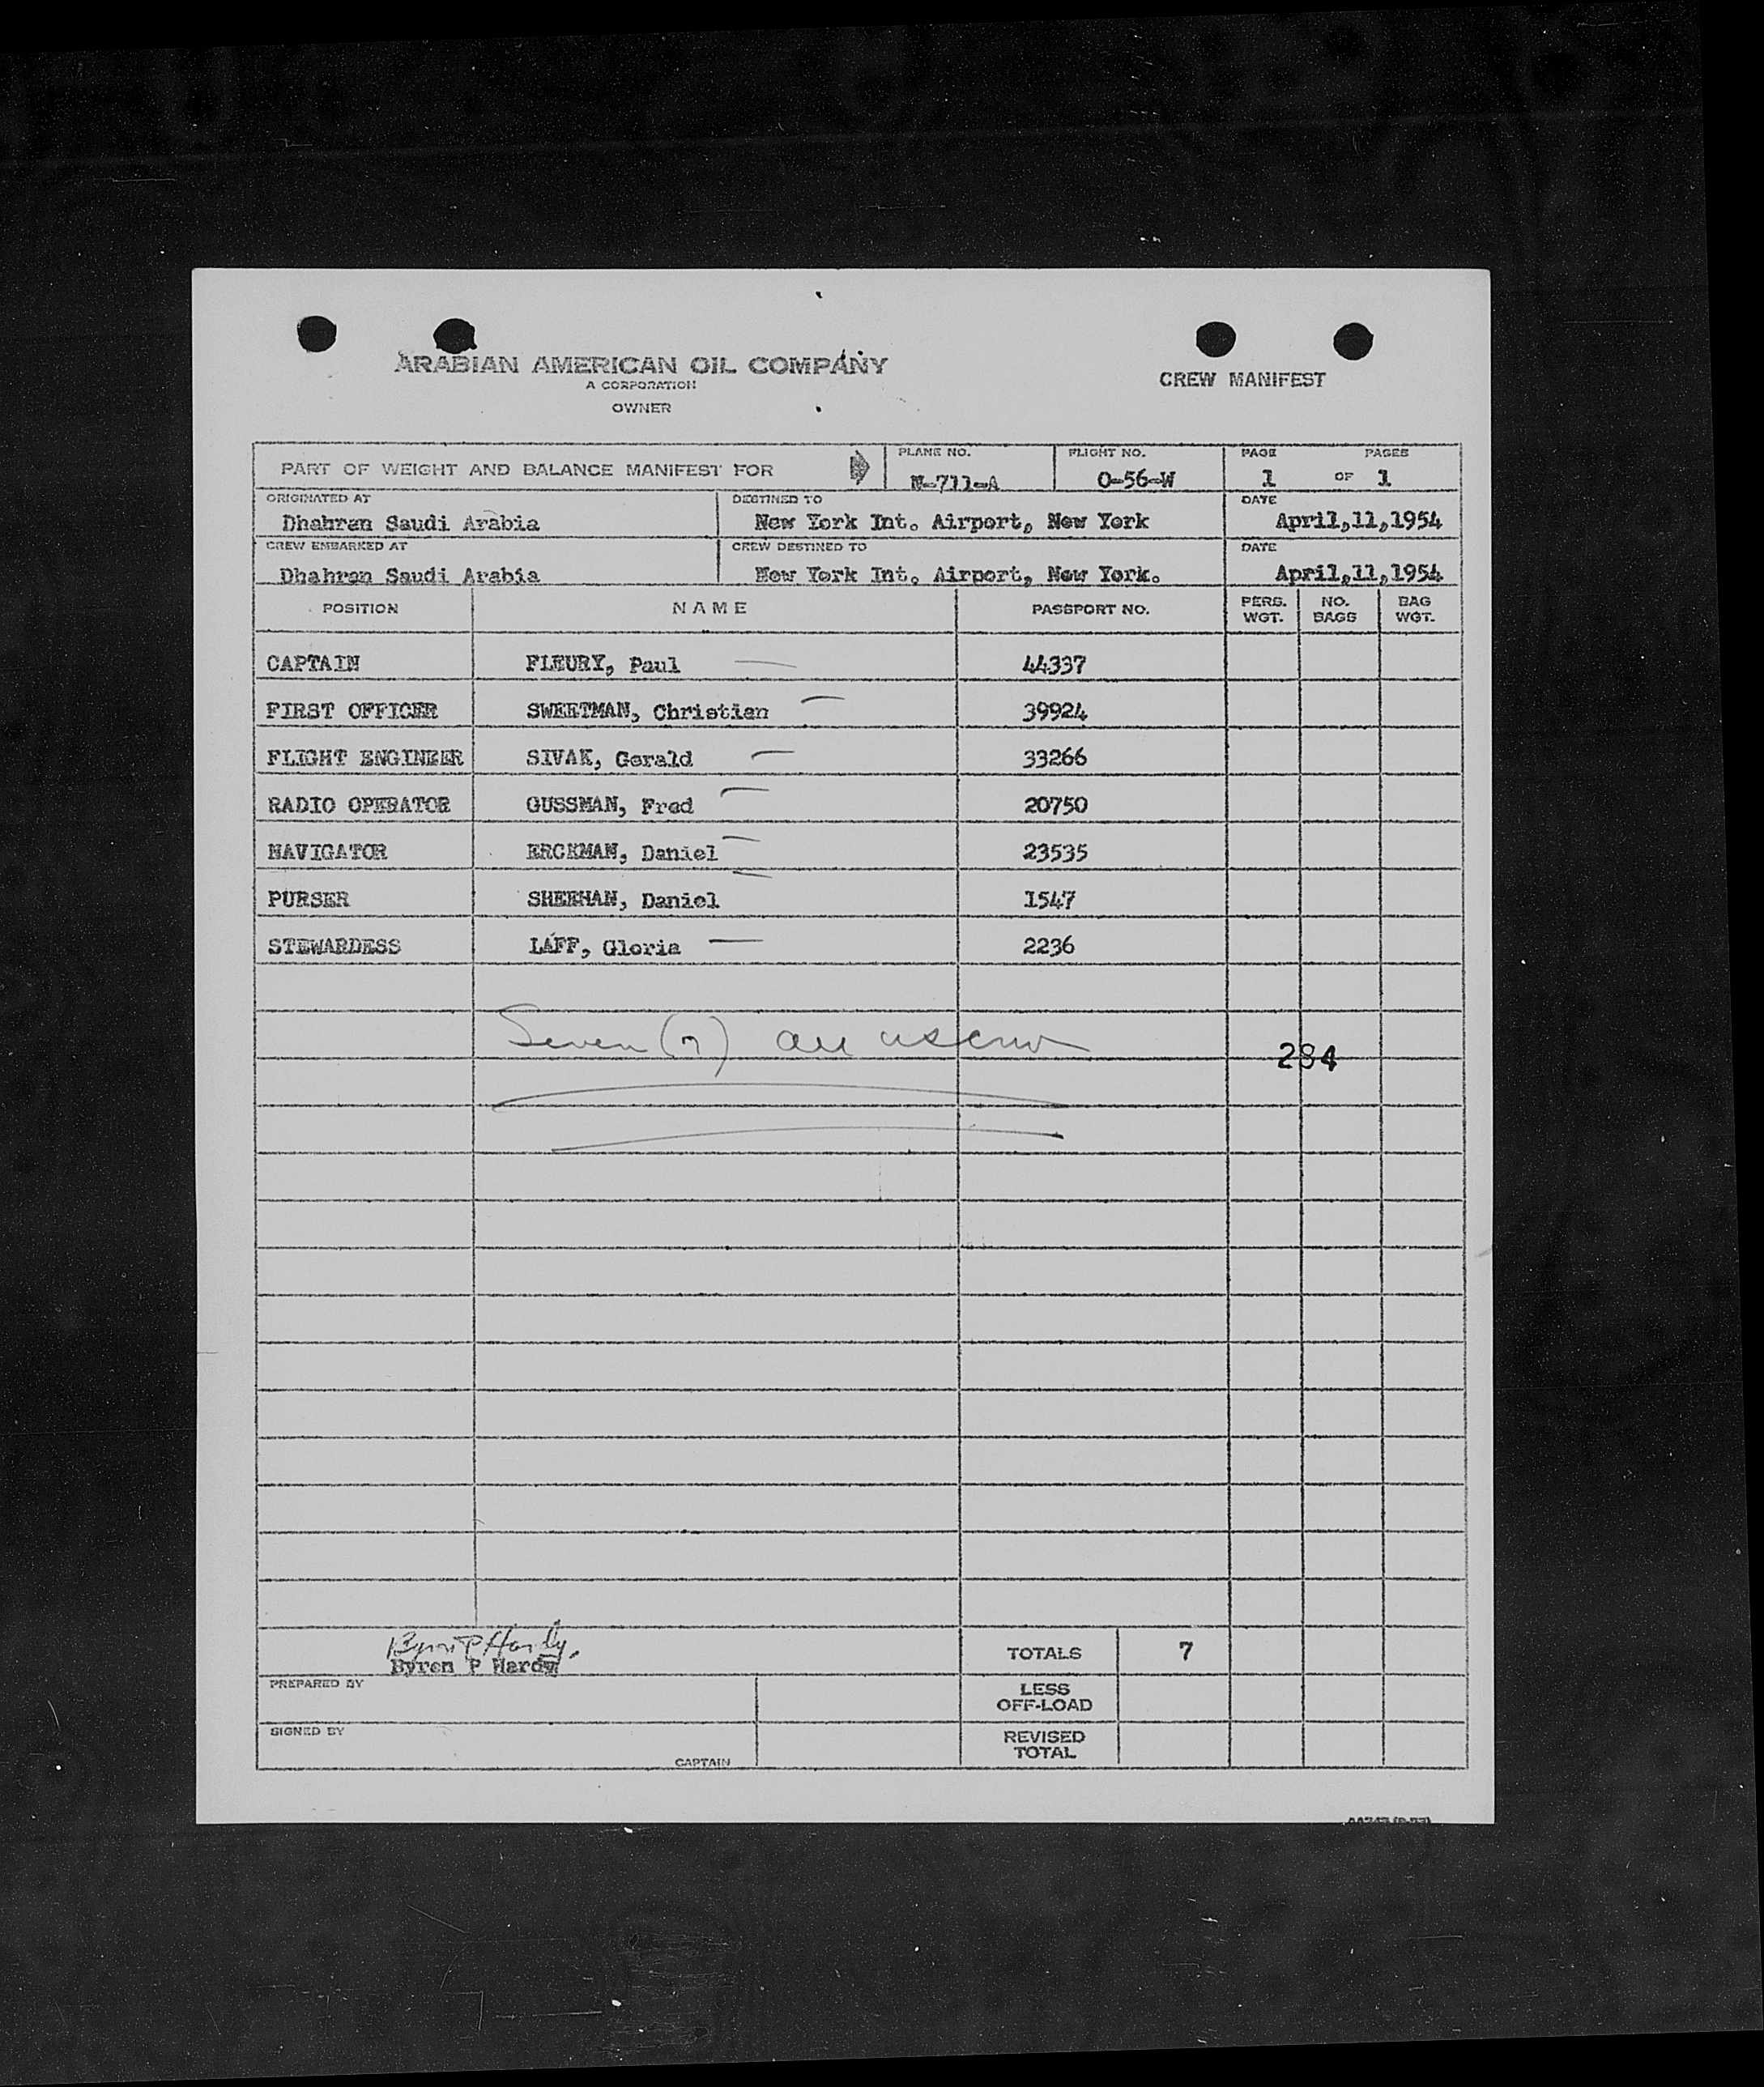 ARABIAN AMERICAN OIL COMPANY
A CORPORATION
OWNER
CREW MANIFEST
PART OF WEIGHT AND BALANCE MANIFEST FOR
PLANE NO.
N-711-A
FLIGHT NO.
O-56-W
PAGE PAGES
1 OF 1
ORIGINATED AT
Dhahran Saudi Arabia
DESTINED TO
New York Int. Airport, New York
DATE
April,11,1954
CREW EMBARKED AT
Dhahran Saudi Arabia
CREW DESTINED TO
New York Int. Airport, New York.
DATE
April,11,1954
POSITION NAME PASSPORT NO. PERS. WGT. NO. BAGS BAG WGT.
CAPTAIN FLEURY, Paul 44337
FIRST OFFICER SWEETMAN, Christian 39924
FLIGHT ENGINEER SIVAK, Gerald 33266
RADIO OPERATOR GUSSMAN, Fred 20750
NAVIGATOR ERCKMAN, Daniel 23535
PURSER SHEEHAN, Daniel 1547
STEWARDESS LAFF, Gloria 2236
Seven (7) all
284
Byron P Hardy
TOTALS 7
PREPARED BY
LESS
OFF-LOAD
SIGNED BY
CAPTAIN
REVISED
TOTAL